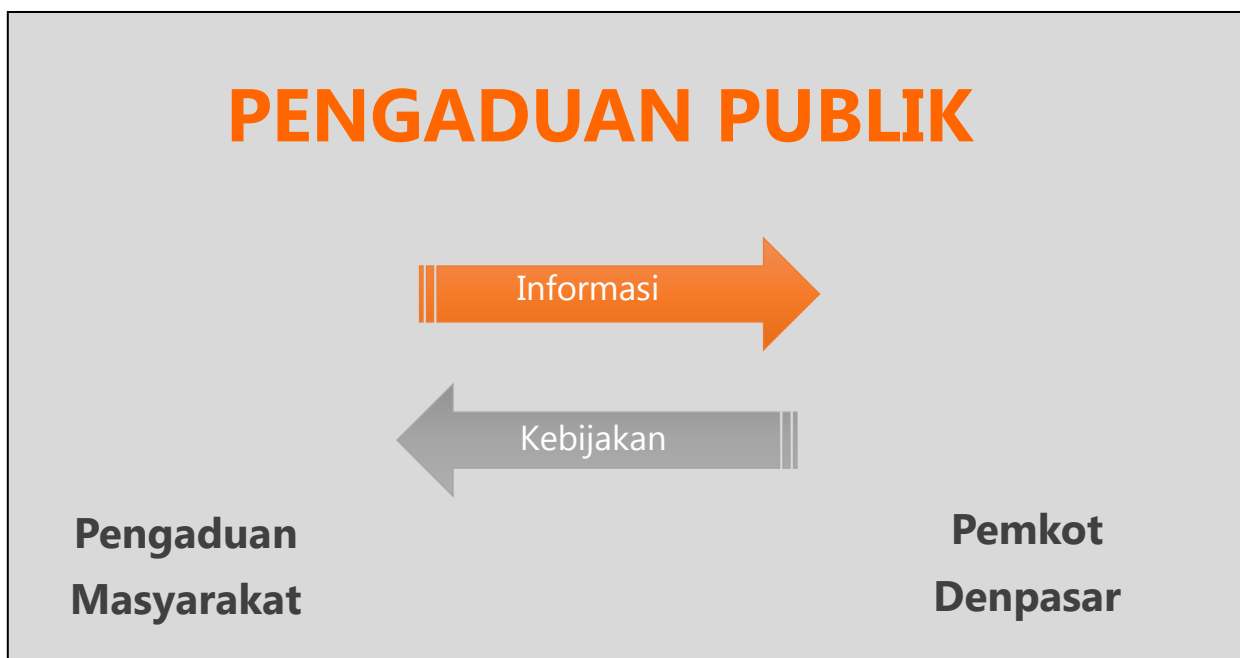 PENGADUAN PUBLIK
Informasi
Kebijakan
Pengaduan
Masyarakat
Pemkot
Denpasar